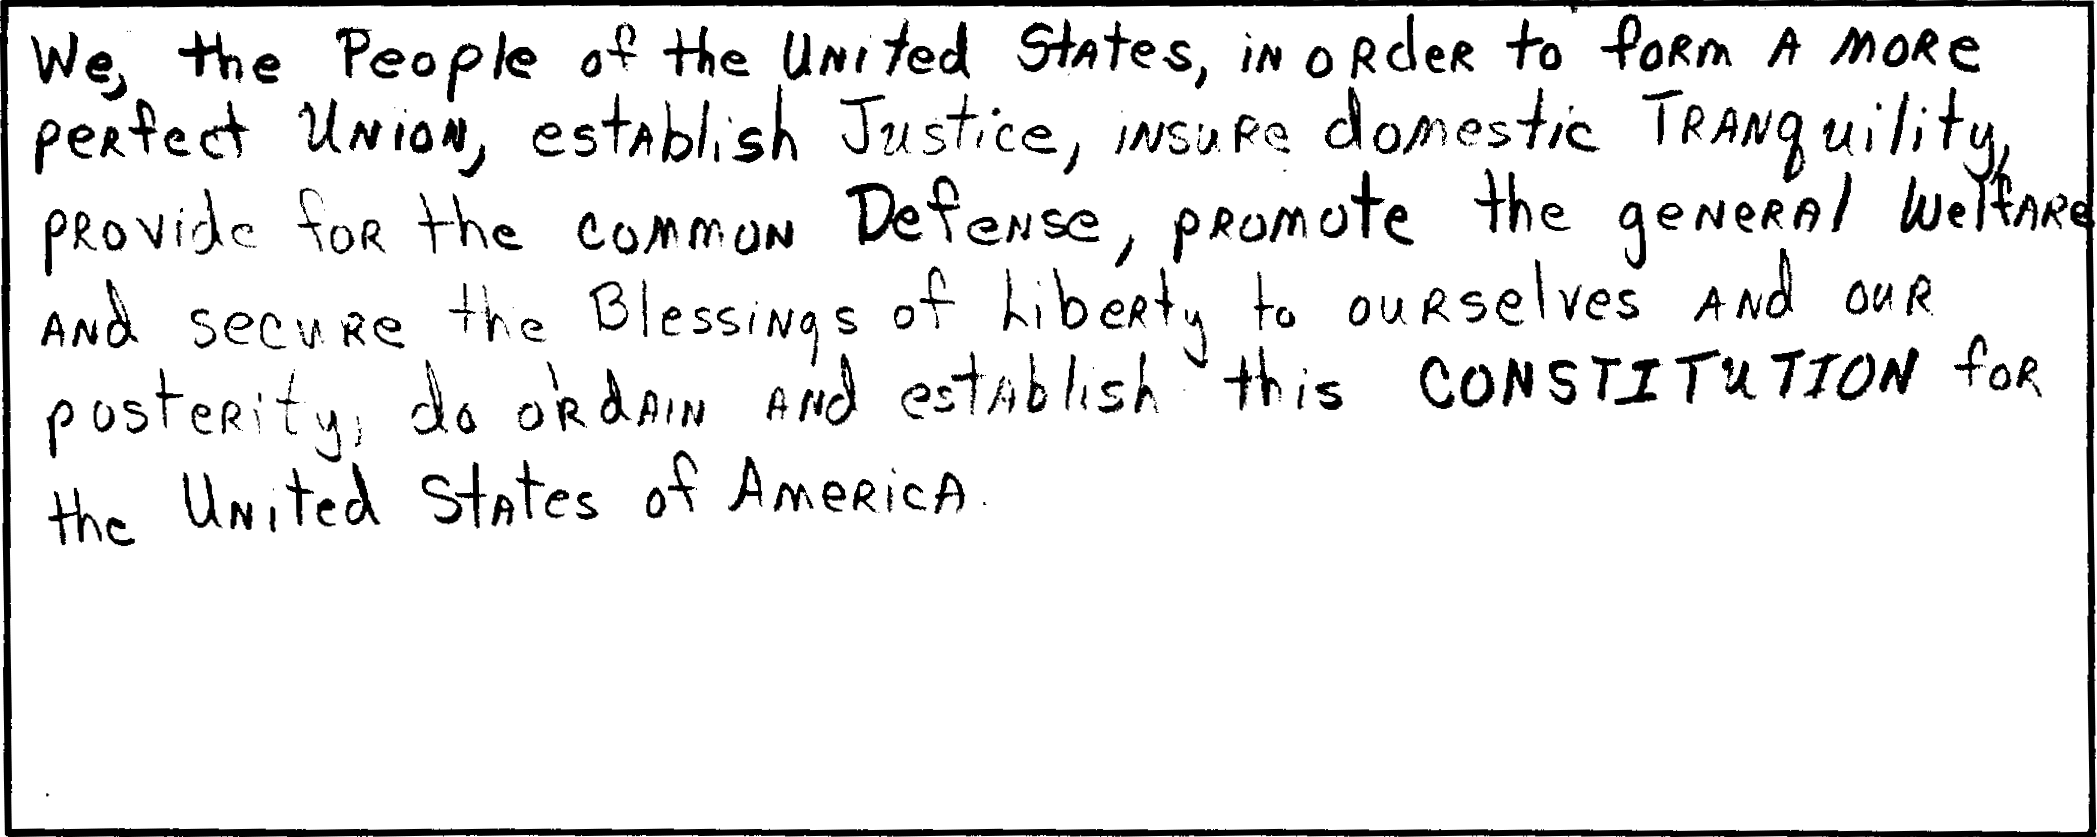 We, the People of the United States, in order to form a more
perfect Union, establish Justice, insure domestic Tranquility,
provide for the common Defense, promote the general Welfare
and secure the Blessings of Liberty to ourselves and our
posterity, do ordain and establish this CONSTITUTION for
the United States of America.